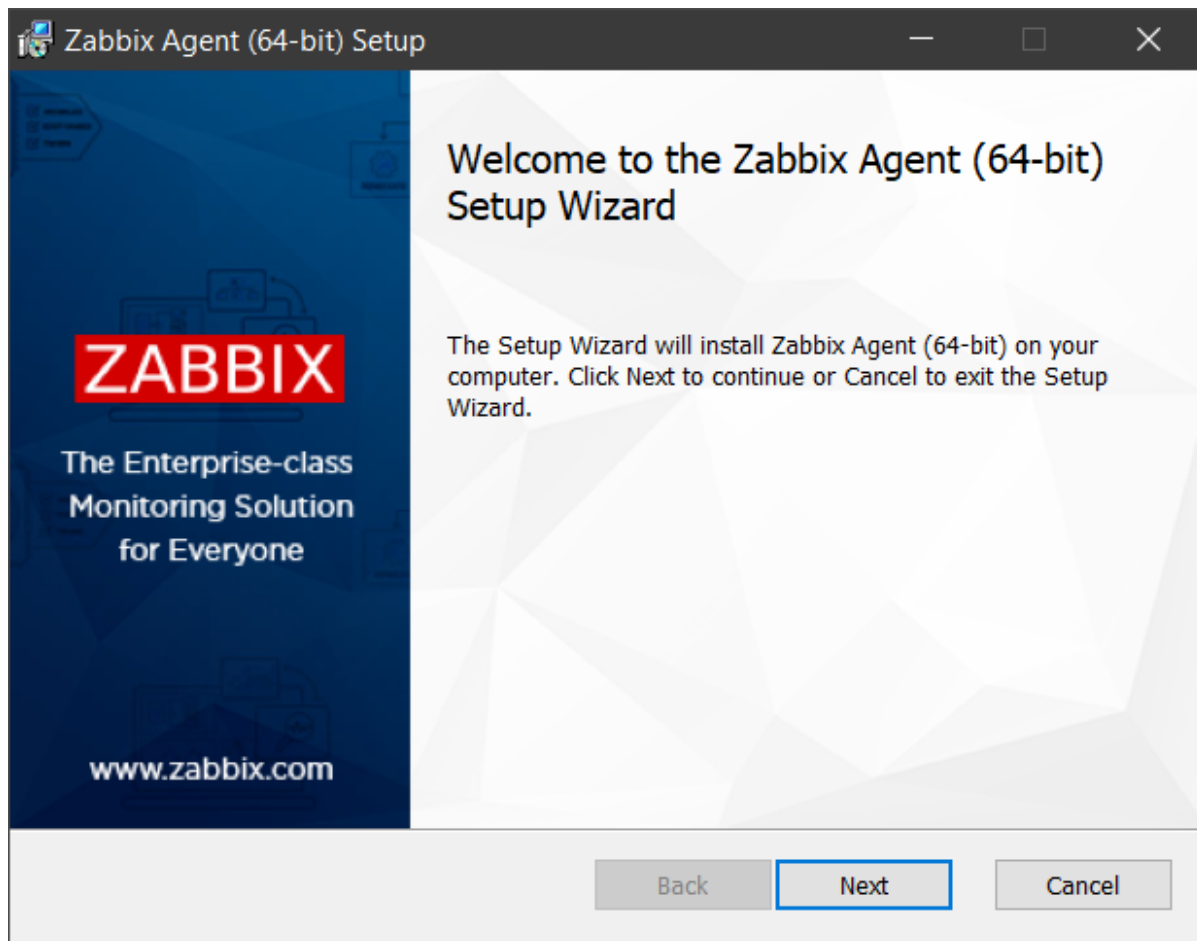 Zabbix Agent (64-bit) Setup
Welcome to the Zabbix Agent (64-bit)
Setup Wizard
The Setup Wizard will install Zabbix Agent (64-bit) on your
computer. Click Next to continue or Cancel to exit the Setup
Wizard.
ZABBIX
The Enterprise-class
Monitoring Solution
for Everyone
www.zabbix.com
Back
Next
Cancel